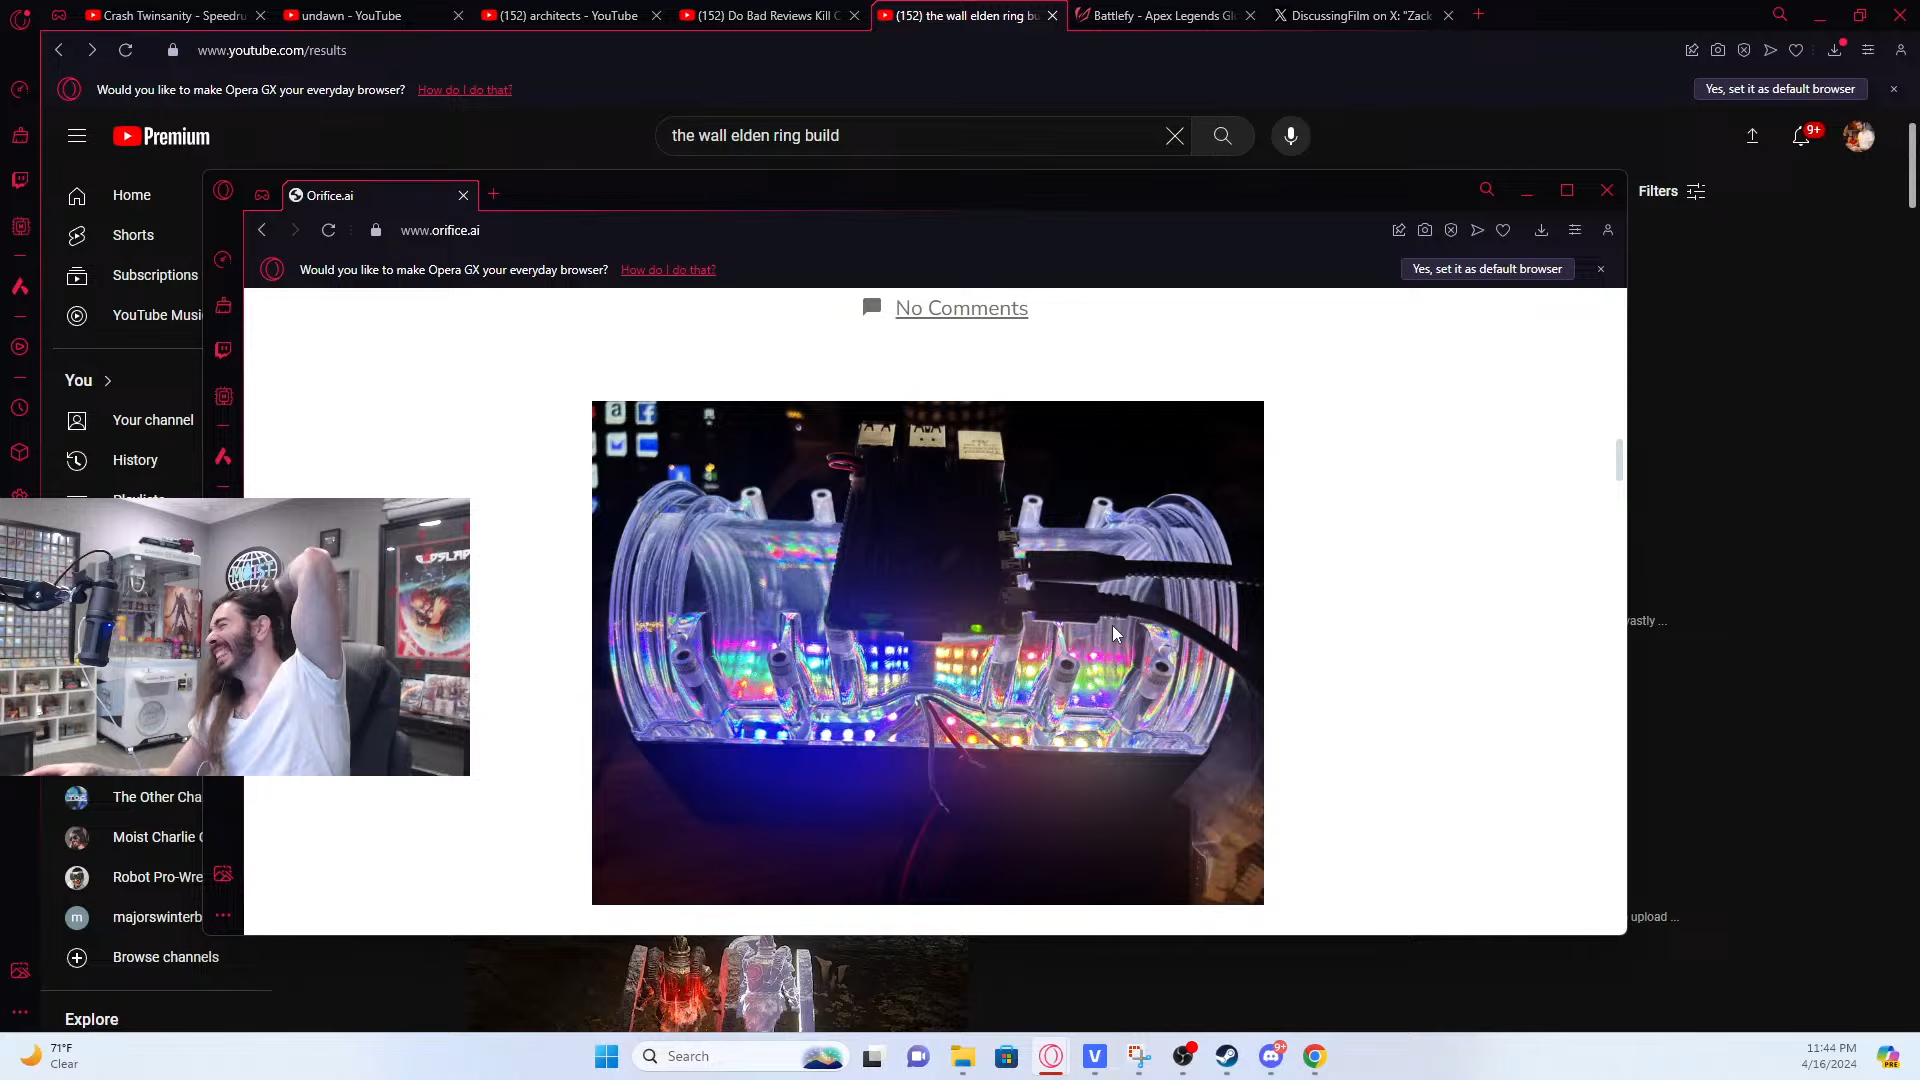 Crash Twinsanity - Speedru
undawn - YouTube
(152) architects - YouTube
(152) Do Bad Reviews Kill C
(152) the wall elden ring bu
Battlefy - Apex Legends Gl
DiscussingFilm on X: "Zack
www.youtube.com/results
Would you like to make Opera GX your everyday browser? How do I do that?
Yes, set it as default browser
Premium
the wall elden ring build
9+
Home
Shorts
Subscriptions
YouTube Musi
You
Your channel
History
Filters
Orifice.ai
www.orifice.ai
Would you like to make Opera GX your everyday browser? How do I do that?
Yes, set it as default browser
No Comments
MOIST
vastly ...
The Other Cha
Moist Charlie C
Robot Pro-Wre
m
majorswinterb
upload ...
Browse channels
Explore
71°F
Clear
Search
V
9+
11:44 PM
4/16/2024
PRE